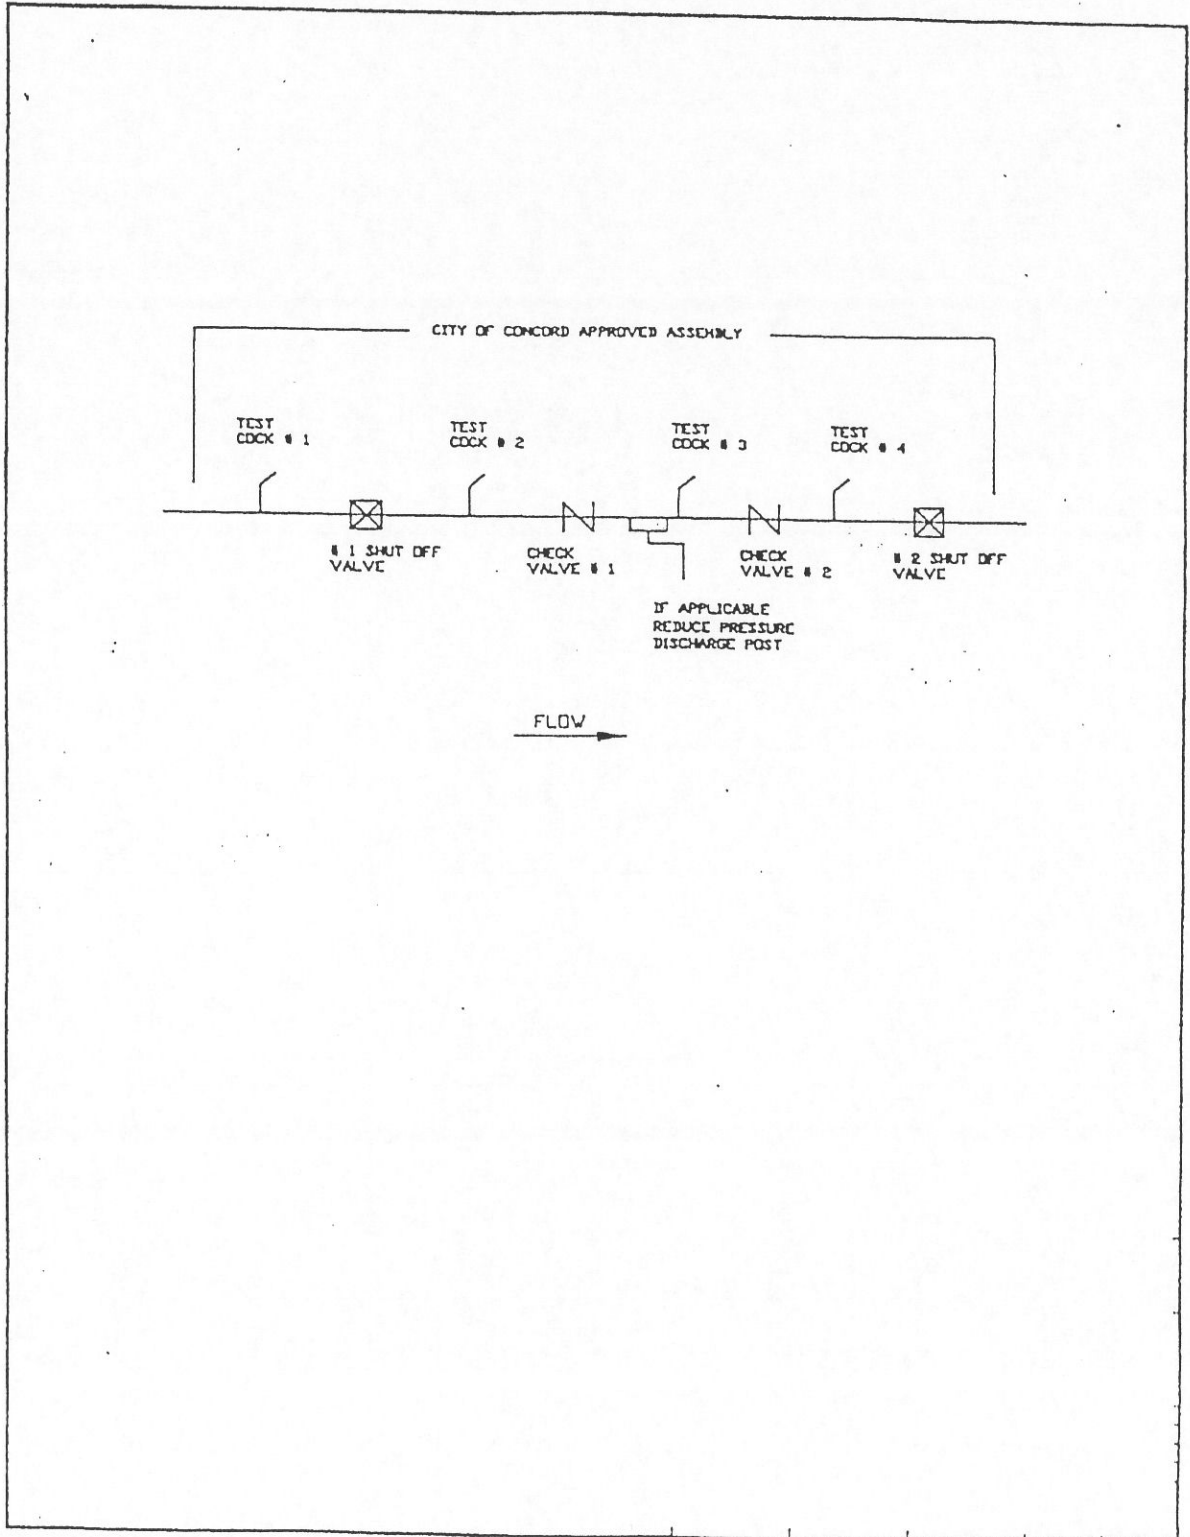 CITY OF CONCORD APPROVED ASSEMBLY
TEST
COCK # 1
TEST
COCK # 2
TEST
COCK # 3
TEST
COCK # 4
# 1 SHUT OFF
VALVE
CHECK
VALVE # 1
CHECK
VALVE # 2
# 2 SHUT OFF
VALVE
IF APPLICABLE
REDUCE PRESSURE
DISCHARGE POST
FLOW